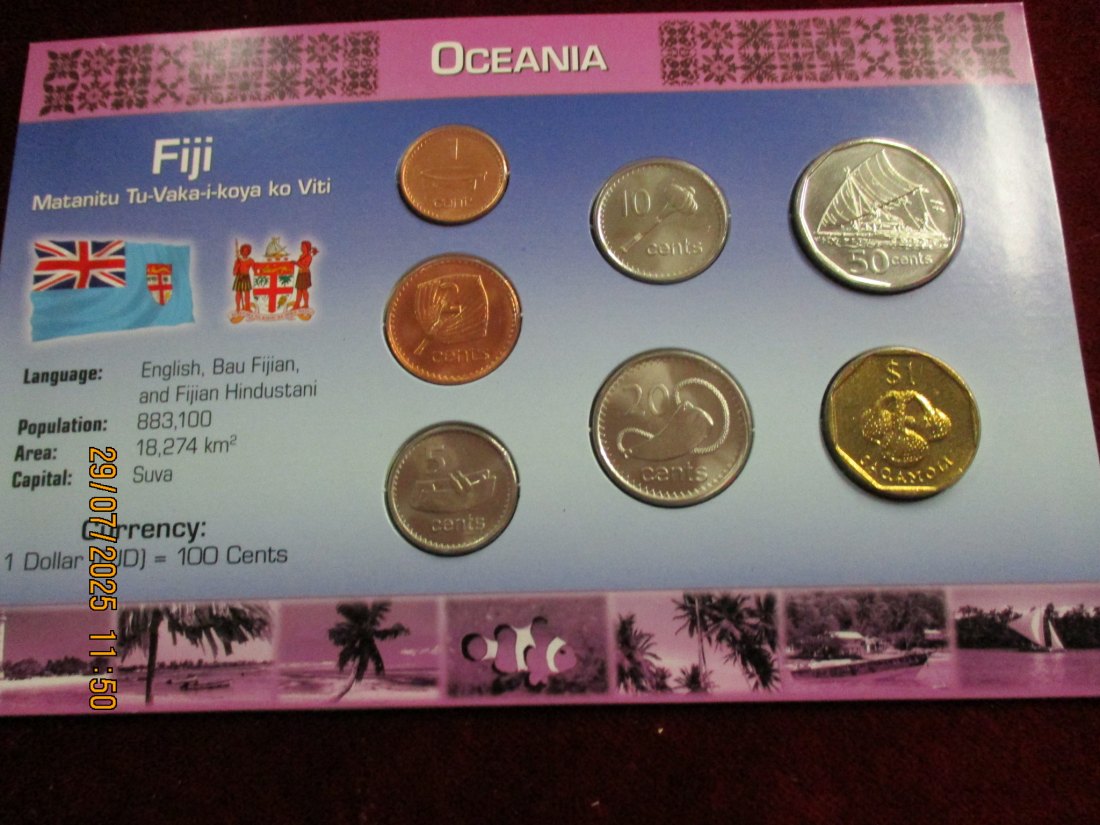 OCEANIA
Fiji
Matanitu Tu-Vaka-i-koya ko Viti
Language: English, Bau Fijian,
and Fijian Hindustani
Population: 883,100
Area: 18,274 km²
Capital: Suva
Currency:
1 Dollar = 100 Cents
1
cent
2
cents
5
cents
10
cents
20
cents
50 cents
$1
SAQAMOLI
29/07/2025 11:50